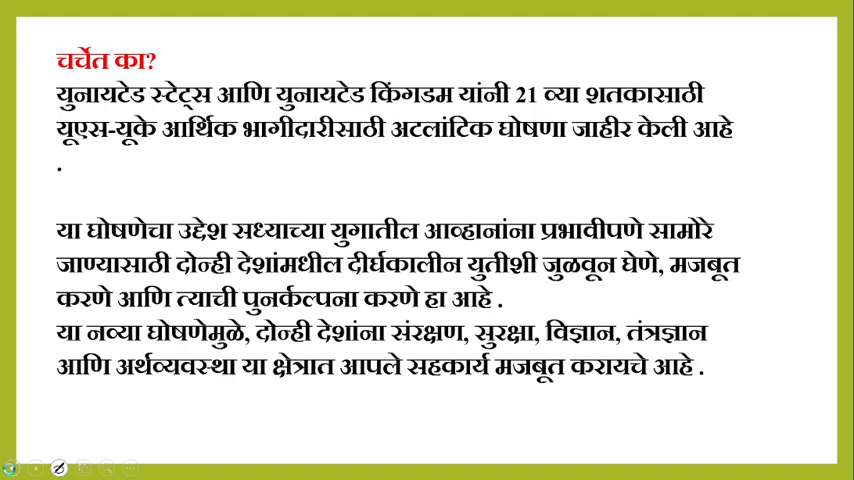 चर्चेत का?
युनायटेड स्टेट्स आणि युनायटेड किंगडम यांनी 21 व्या शतकासाठी
यूएस-यूके आर्थिक भागीदारीसाठी अटलांटिक घोषणा जाहीर केली आहे
.
या घोषणेचा उद्देश सध्याच्या युगातील आव्हानांना प्रभावीपणे सामोरे
जाण्यासाठी दोन्ही देशांमधील दीर्घकालीन युतीशी जुळवून घेणे, मजबूत
करणे आणि त्याची पुनर्कल्पना करणे हा आहे .
या नव्या घोषणेमुळे, दोन्ही देशांना संरक्षण, सुरक्षा, विज्ञान, तंत्रज्ञान
आणि अर्थव्यवस्था या क्षेत्रात आपले सहकार्य मजबूत करायचे आहे .